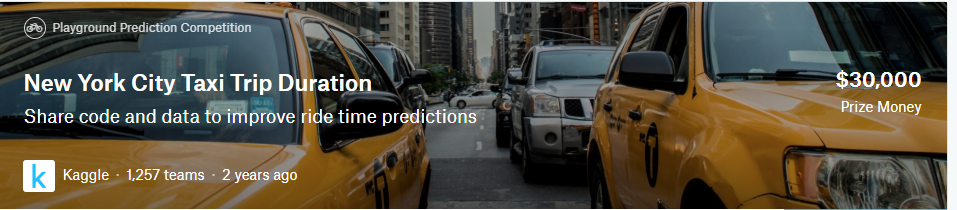 Playground Prediction Competition
New York City Taxi Trip Duration
$30,000
Share code and data to improve ride time predictions
Prize Money
k
Kaggle · 1,257 teams · 2 years ago
T